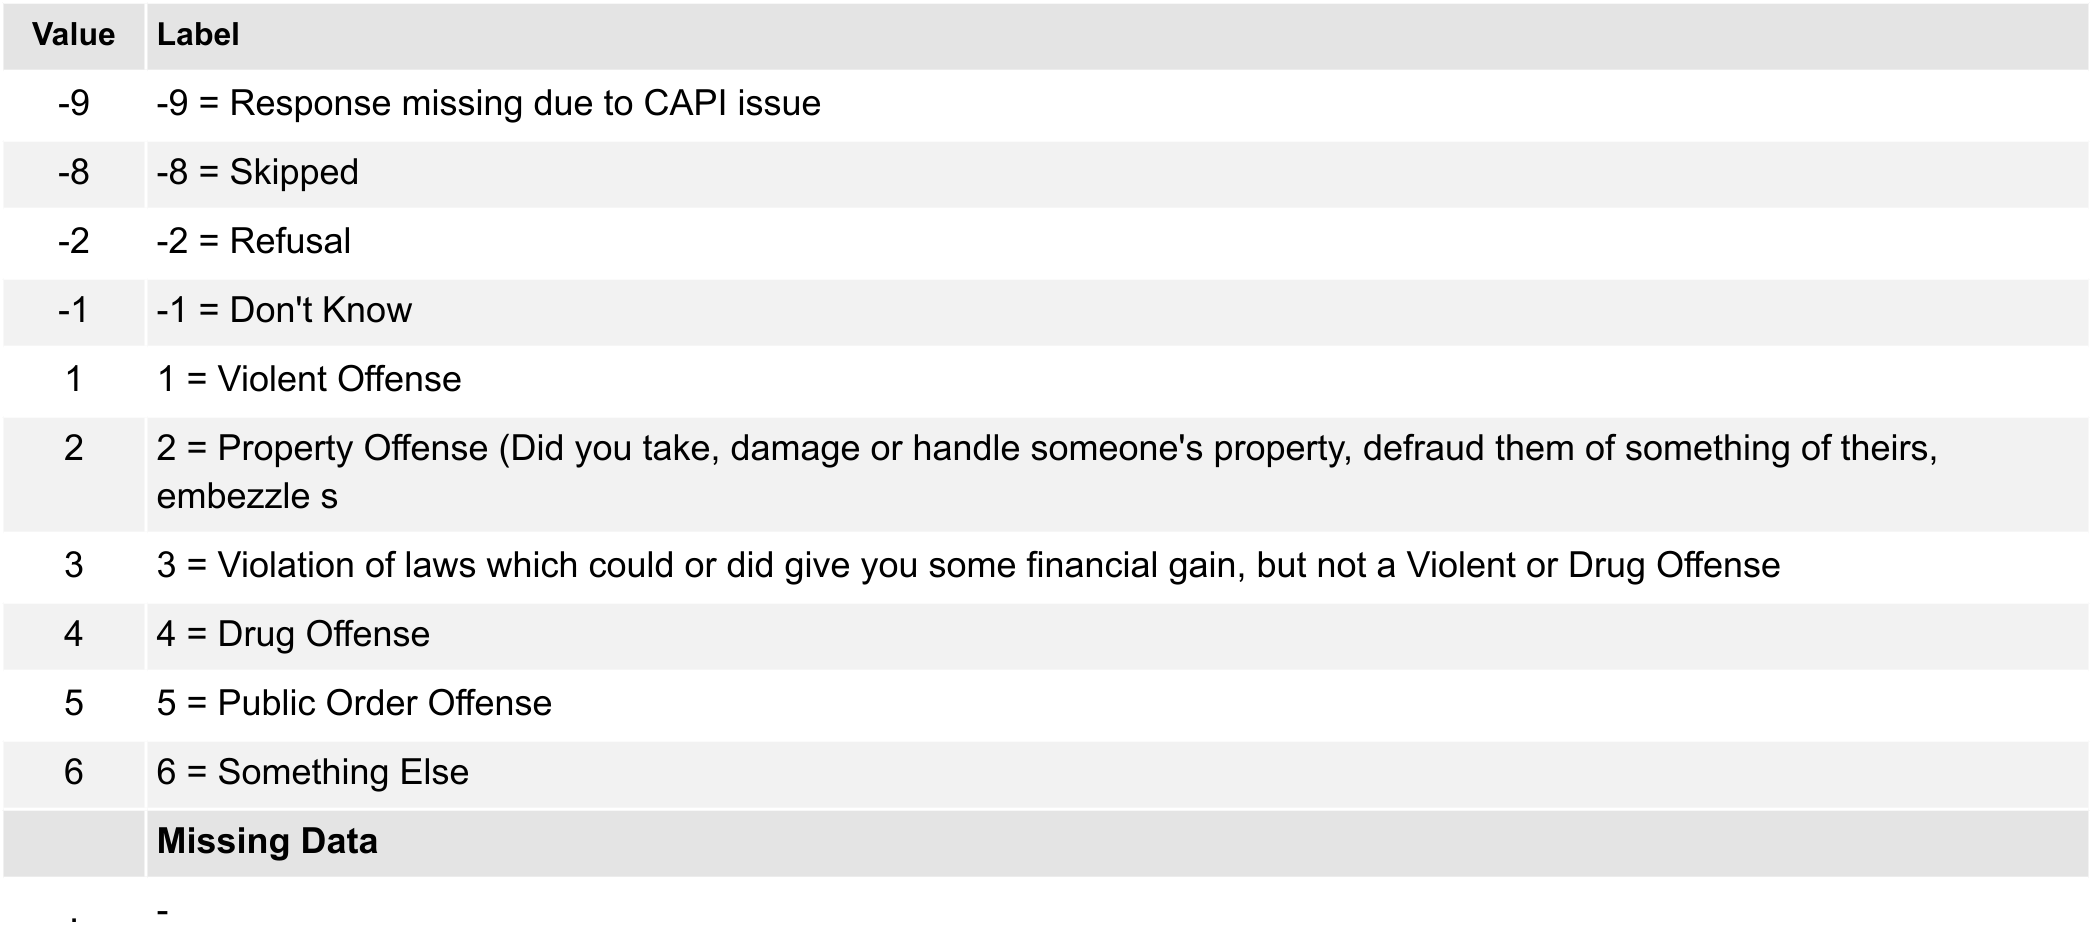 Value Label
-9 -9 = Response missing due to CAPI issue
-8 -8 = Skipped
-2 -2 = Refusal
-1 -1 = Don't Know
1 1 = Violent Offense
2 2 = Property Offense (Did you take, damage or handle someone's property, defraud them of something of theirs,
embezzle s
3 3 = Violation of laws which could or did give you some financial gain, but not a Violent or Drug Offense
4 4 = Drug Offense
5 5 = Public Order Offense
6 6 = Something Else
Missing Data
. -